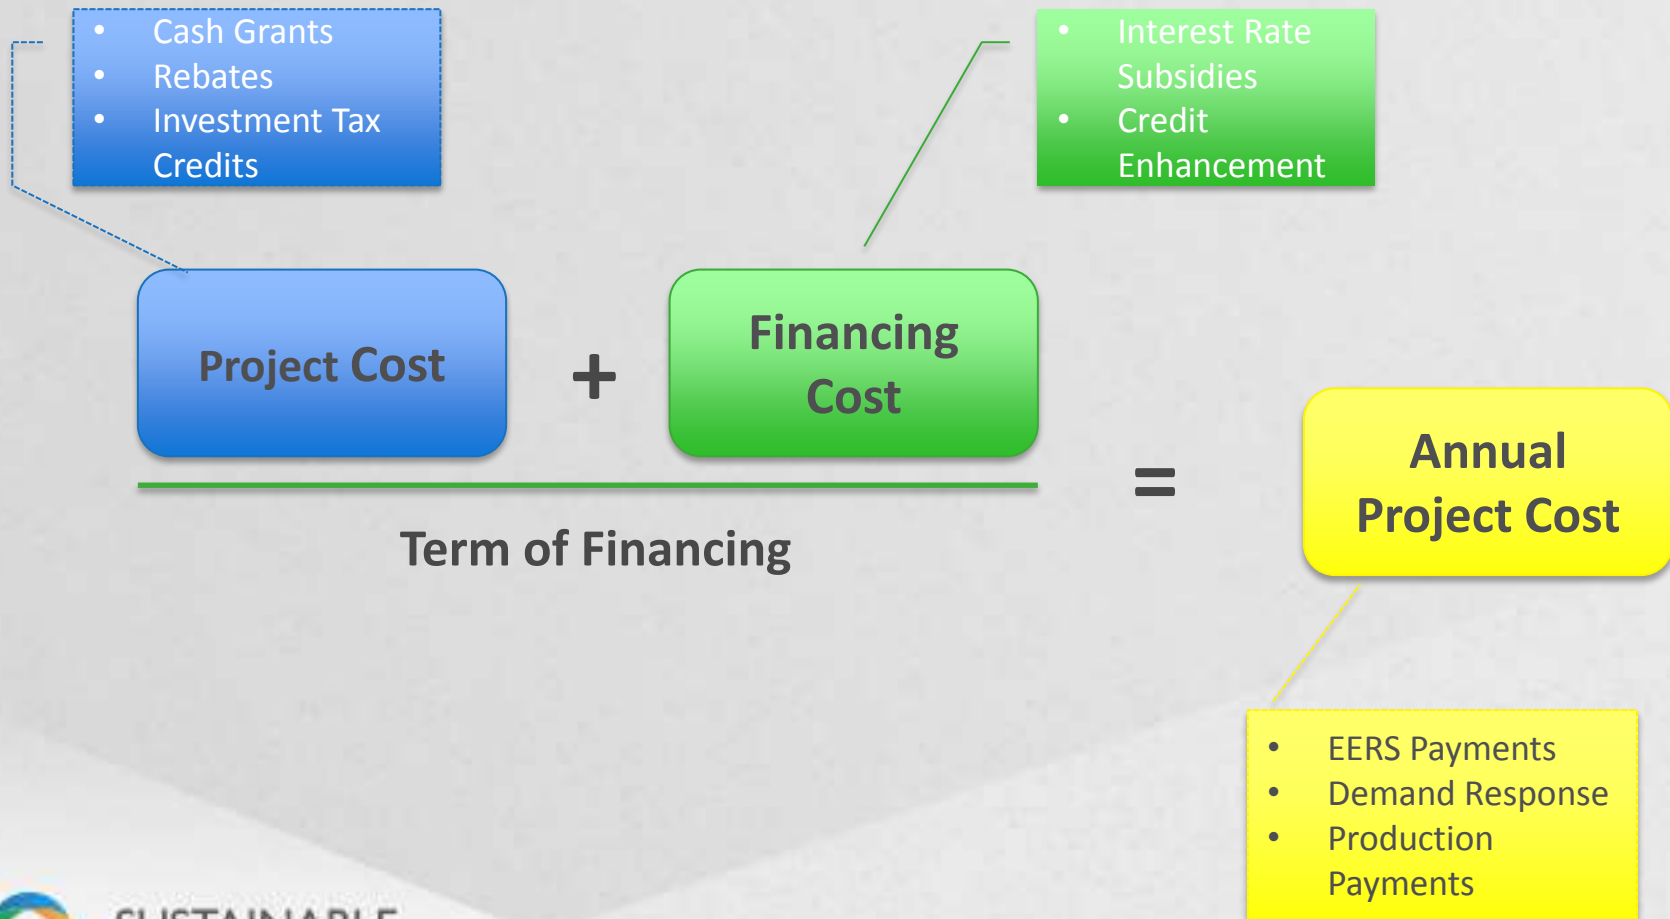 • Cash Grants
• Rebates
• Investment Tax
Credits
• Interest Rate
Subsidies
• Credit
Enhancement
Project Cost
+
Financing
Cost
Term of Financing
=
Annual
Project Cost
• EERS Payments
• Demand Response
• Production
Payments
SUSTAINABLE